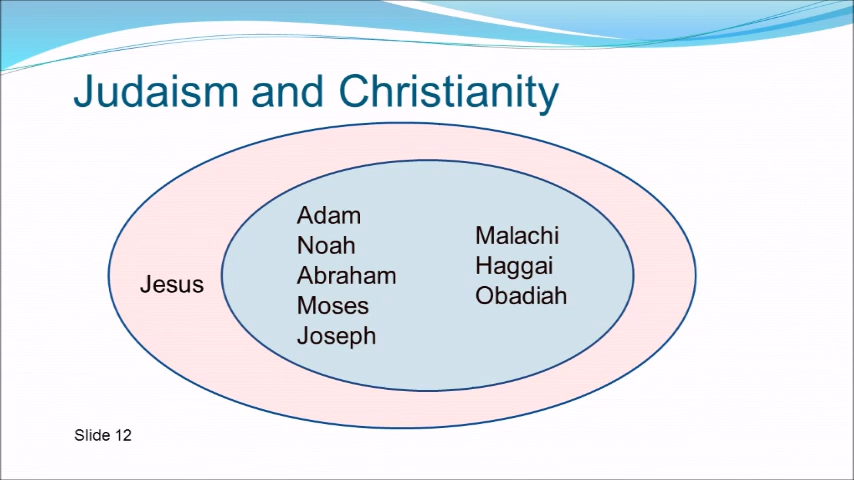 Judaism and Christianity
Jesus
Adam
Noah
Abraham
Moses
Joseph
Malachi
Haggai
Obadiah
Slide 12